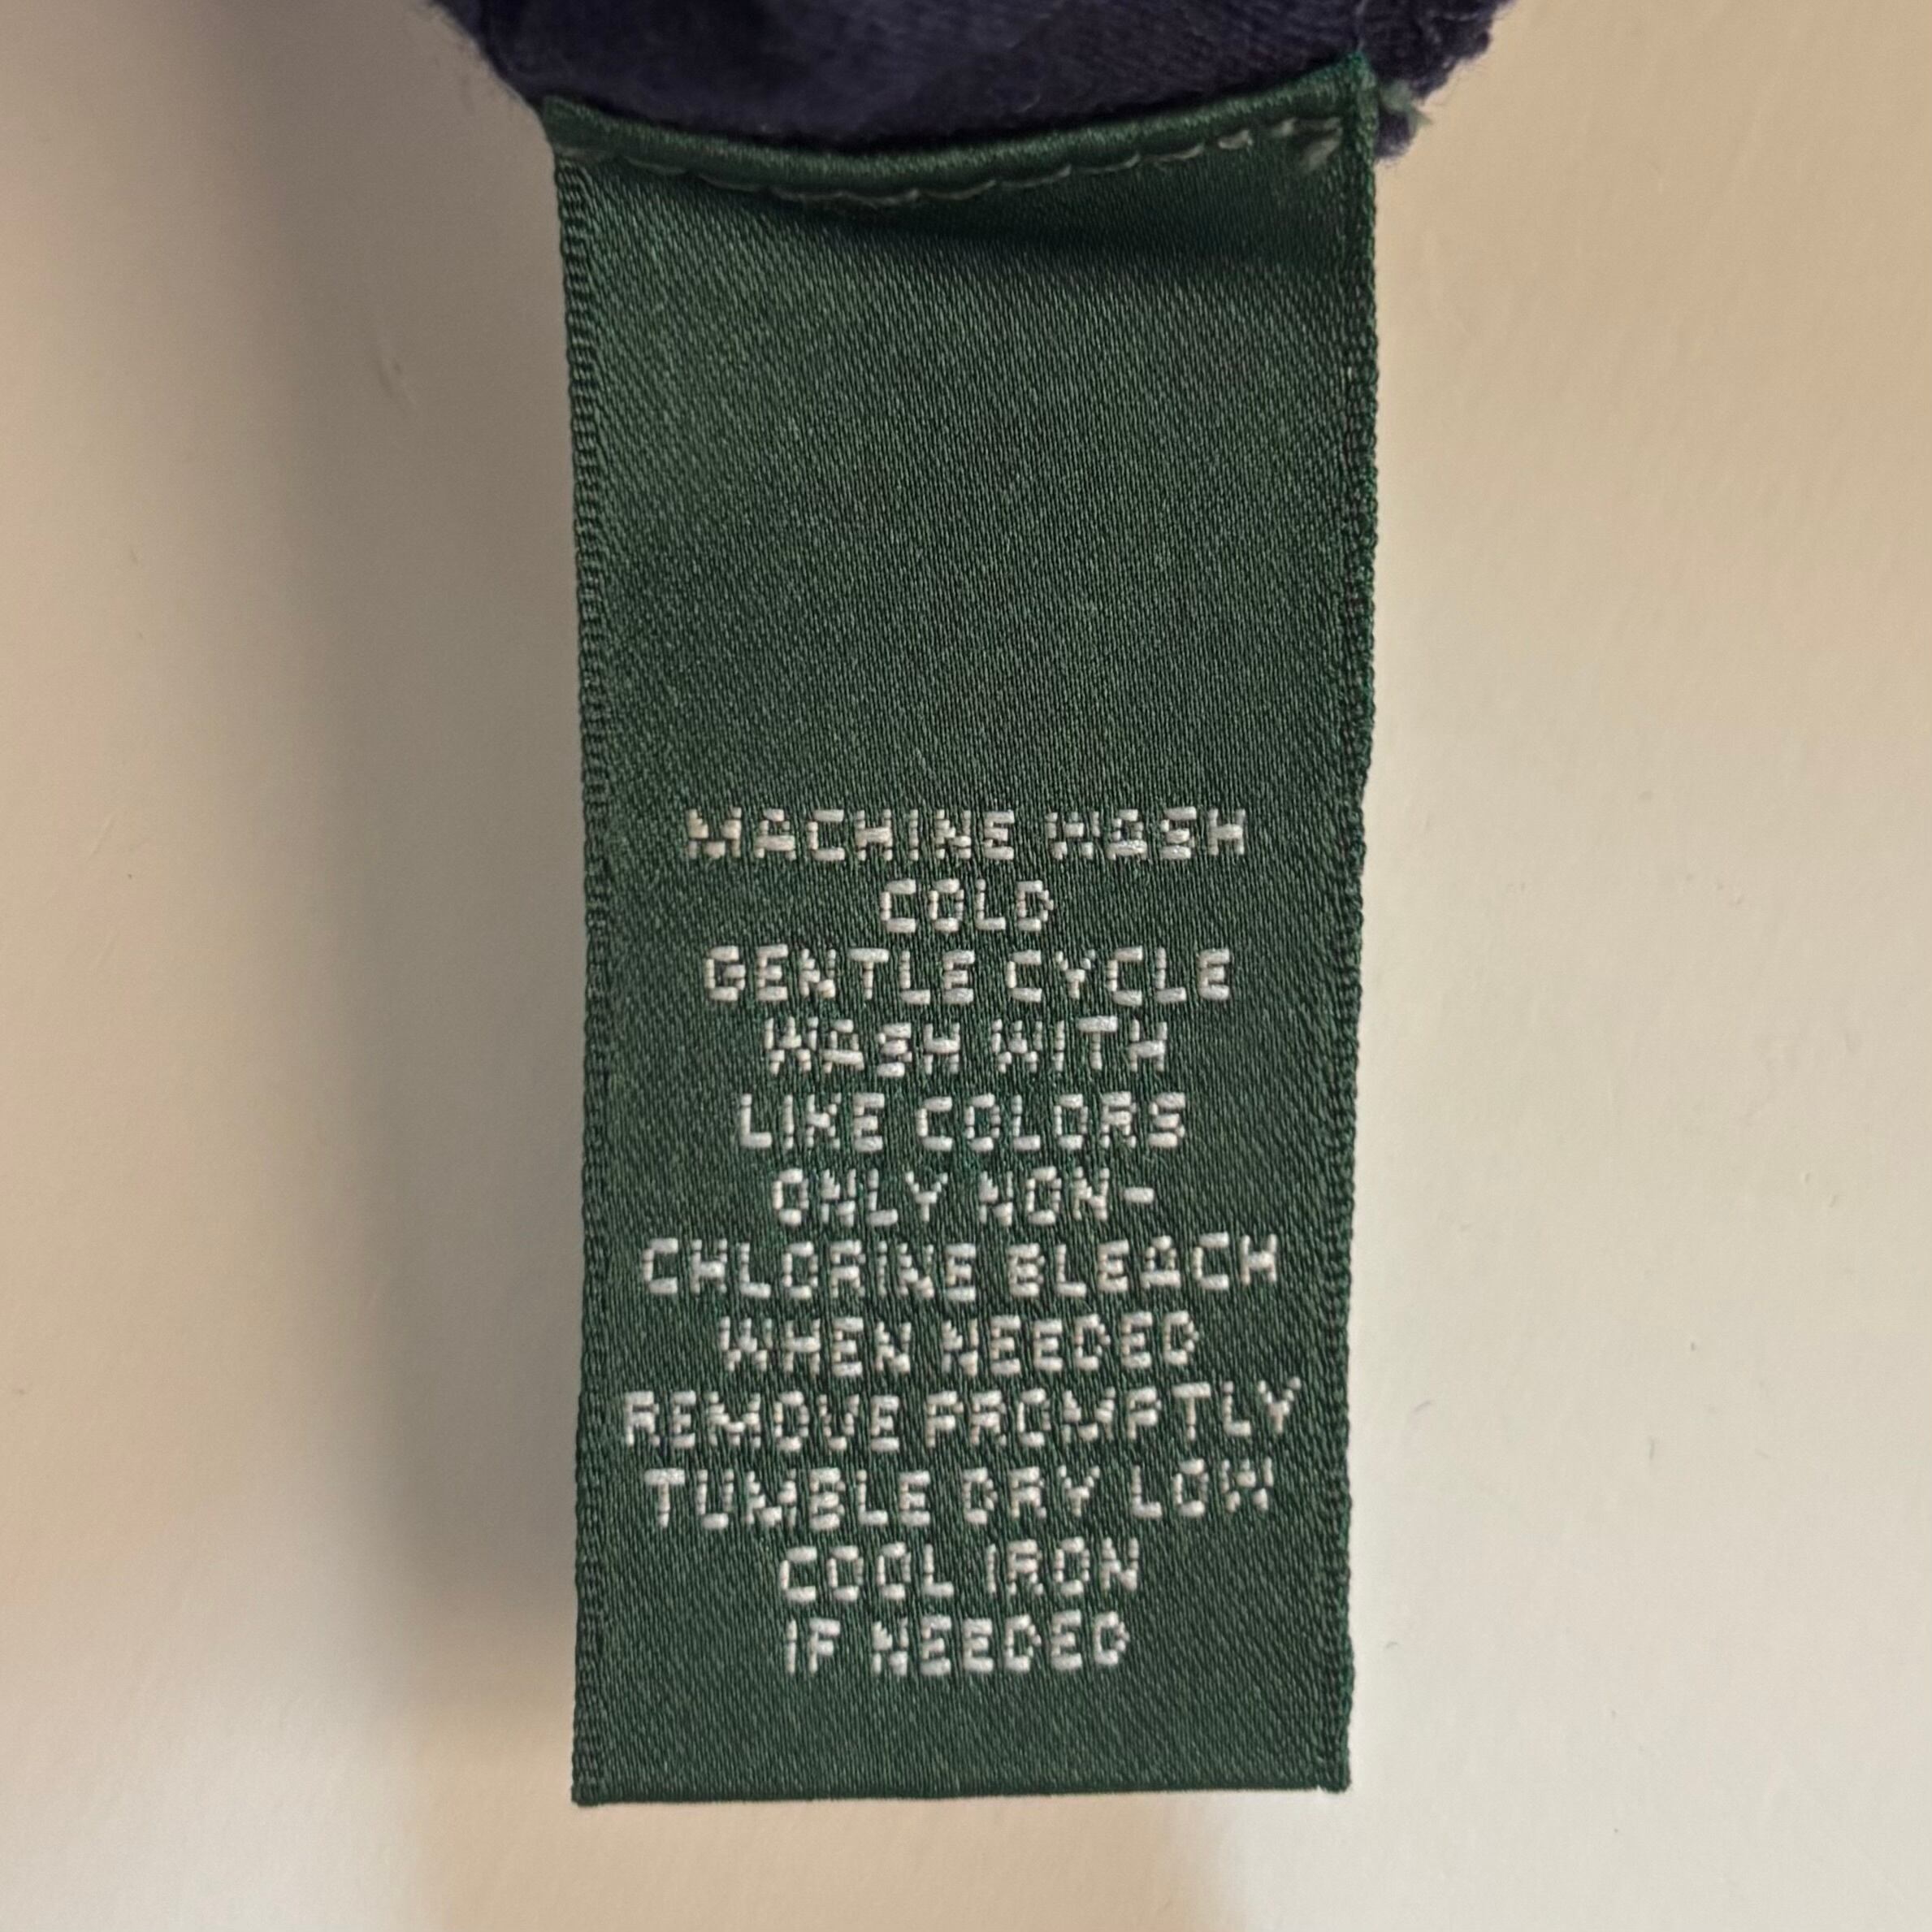 MACHINE WASH
COLD
GENTLE CYCLE
WASH WITH
LIKE COLORS
ONLY NON-
CHLORINE BLEACH
WHEN NEEDED
REMOVE PROMPTLY
TUMBLE DRY LOW
COOL IRON
IF NEEDED